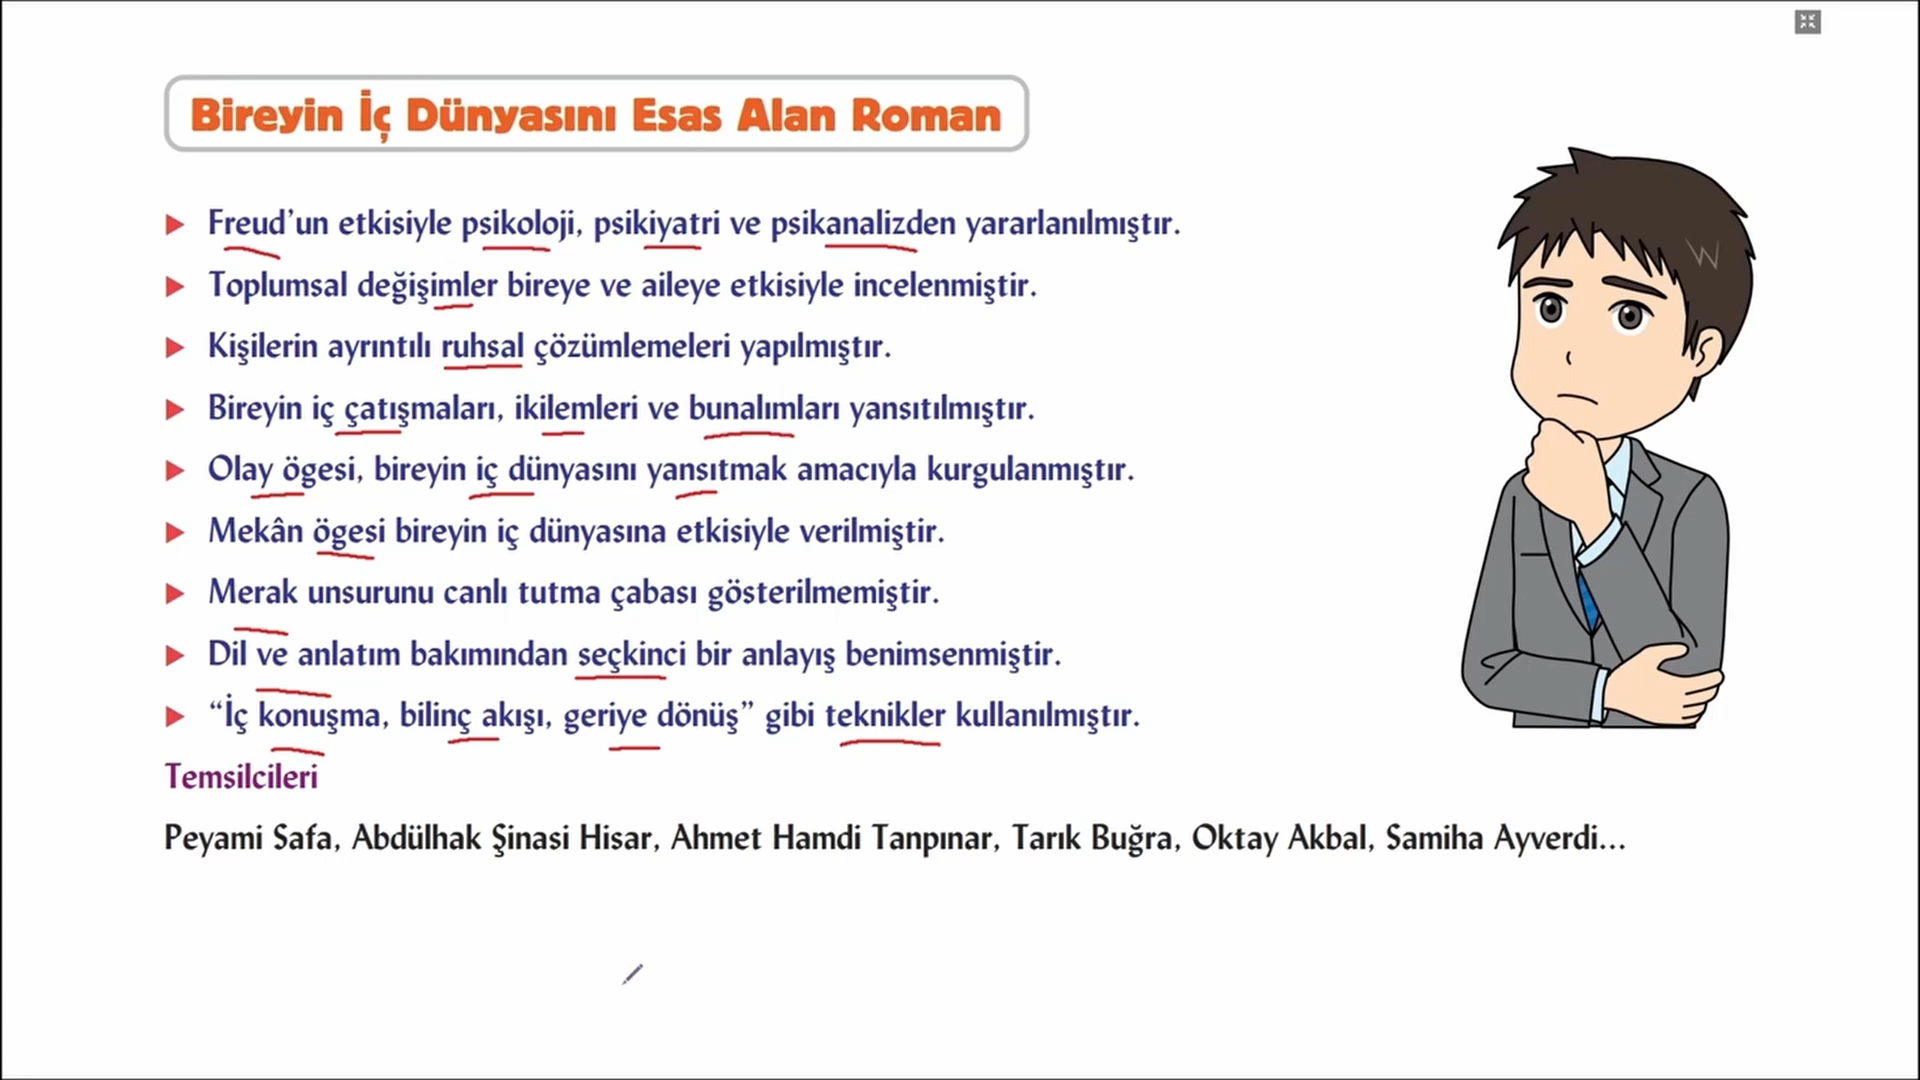 Bireyin İç Dünyasını Esas Alan Roman
Freud’un etkisiyle psikoloji, psikiyatri ve psikanalizden yararlanılmıştır.
Toplumsal değişimler bireye ve aileye etkisiyle incelenmiştir.
Kişilerin ayrıntılı ruhsal çözümlemeleri yapılmıştır.
Bireyin iç çatışmaları, ikilemleri ve bunalımları yansıtılmıştır.
Olay ögesi, bireyin iç dünyasını yansıtmak amacıyla kurgulanmıştır.
Mekân ögesi bireyin iç dünyasına etkisiyle verilmiştir.
Merak unsurunu canlı tutma çabası gösterilmemiştir.
Dil ve anlatım bakımından seçkinci bir anlayış benimsenmiştir.
“İç konuşma, bilinç akışı, geriye dönüş” gibi teknikler kullanılmıştır.
Temsilcileri
Peyami Safa, Abdülhak Şinasi Hisar, Ahmet Hamdi Tanpınar, Tarık Buğra, Oktay Akbal, Samiha Ayverdi...